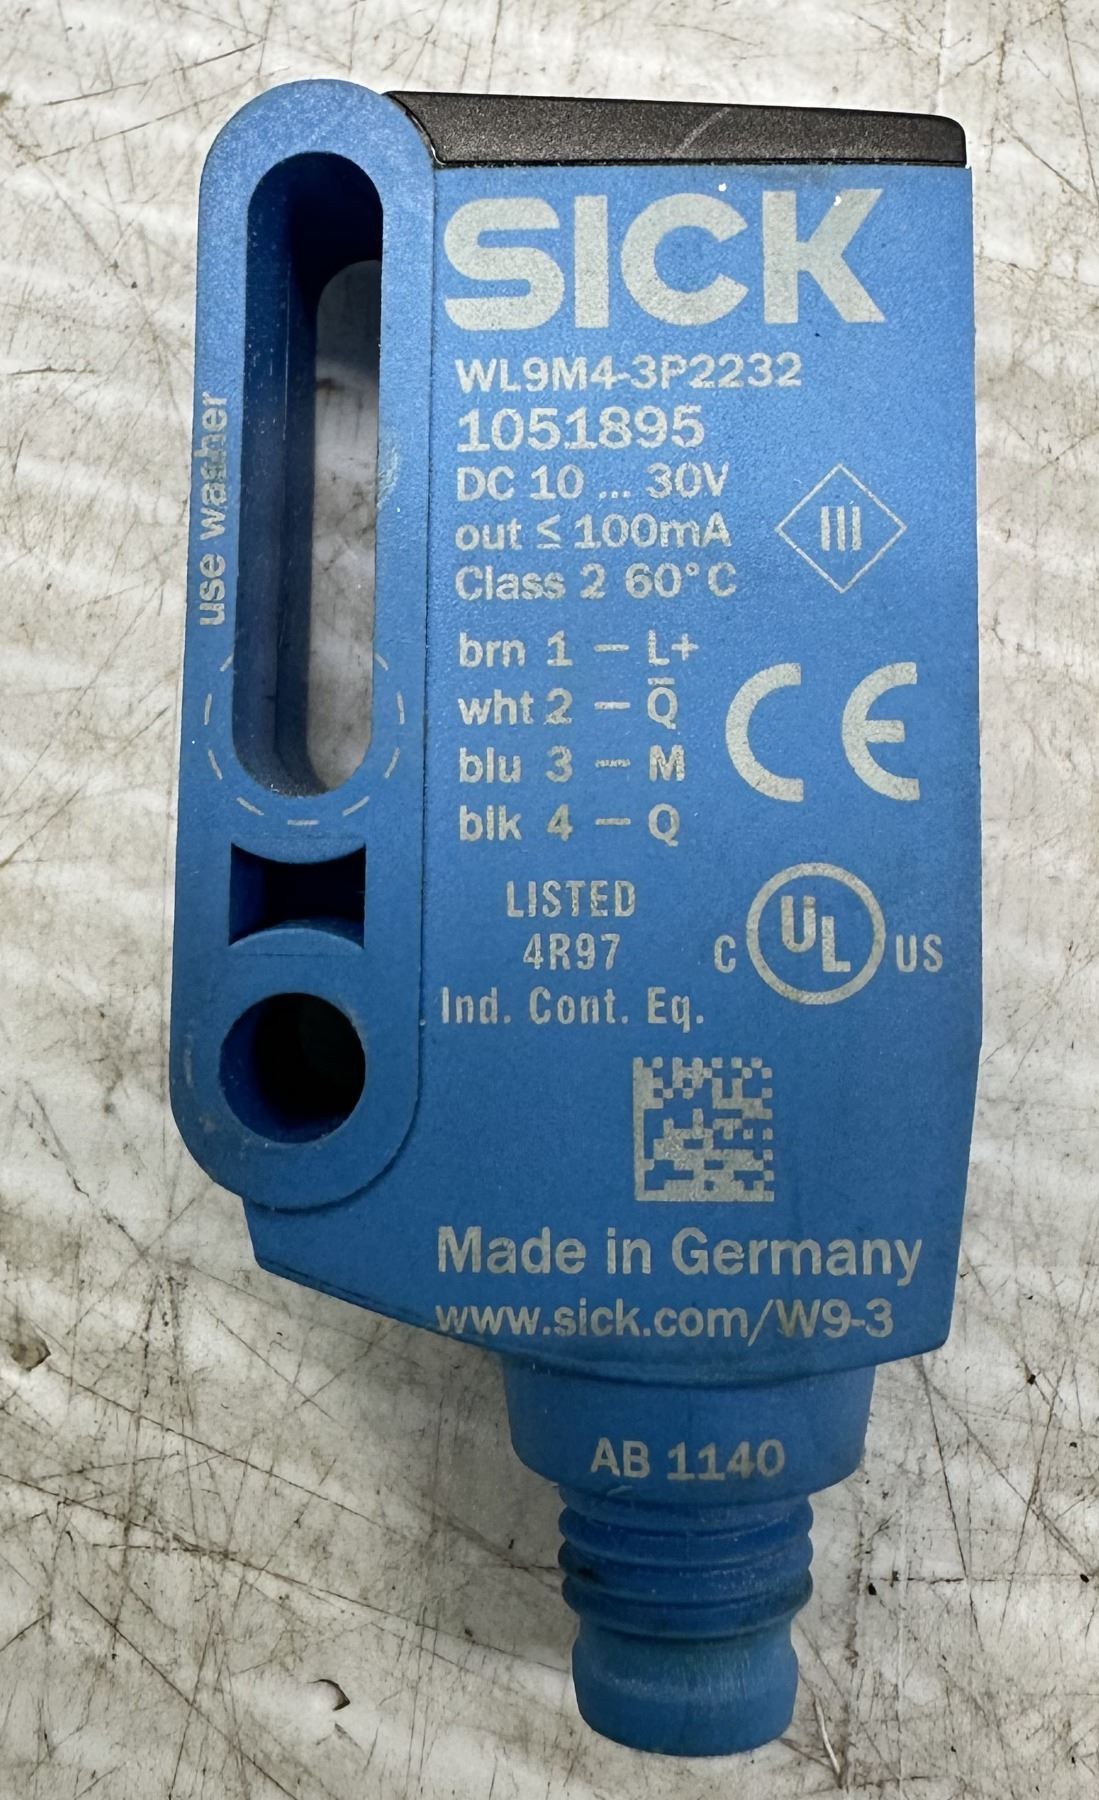 SICK
WL9M4-3P2232
1051895
DC 10 ... 30V
out ≤ 100mA
Class 2 60°C
III
use washer
brn 1 – L+
wht 2 – Q̅
blu 3 – M
blk 4 – Q
CE
LISTED
4R97
Ind. Cont. Eq.
C UL US
Made in Germany
www.sick.com/W9-3
AB 1140